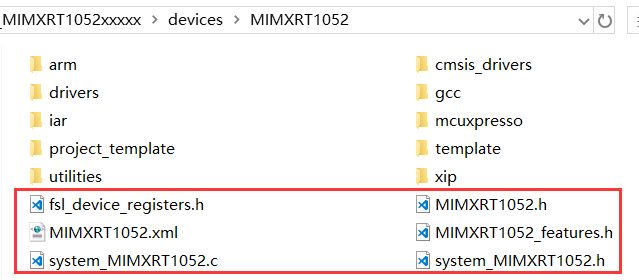 _MIMXRT1052xxxxx > devices > MIMXRT1052
arm cmsis_drivers
drivers gcc
iar mcuxpresso
project_template template
utilities xip
fsl_device_registers.h MIMXRT1052.h
MIMXRT1052.xml MIMXRT1052_features.h
system_MIMXRT1052.c system_MIMXRT1052.h